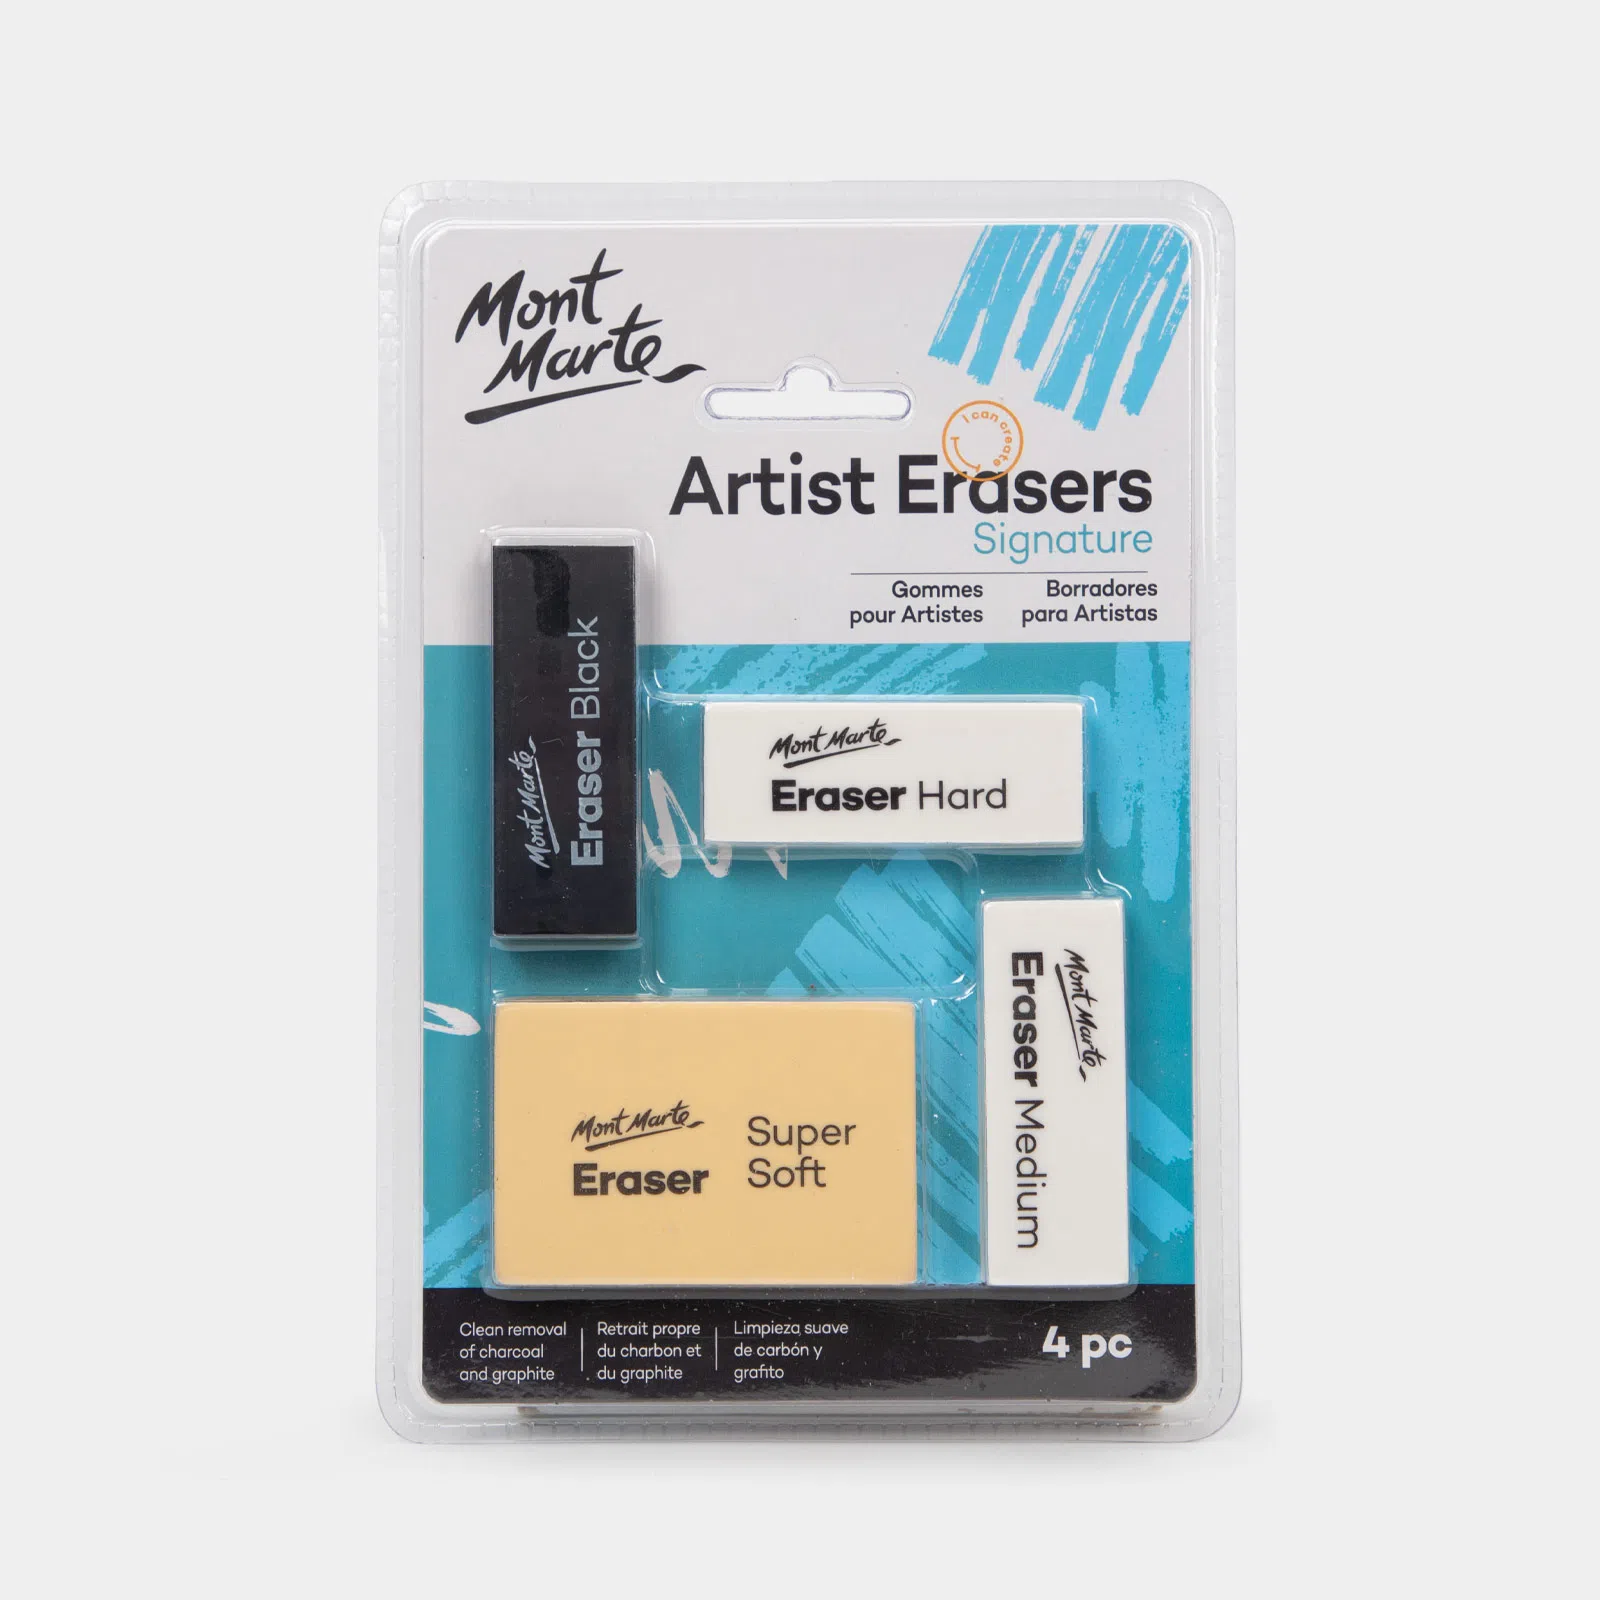 Mont
Marte
I can create
Artist Erasers
Signature
Gommes
pour Artistes
Borradores
para Artistas
Mont Marte
Eraser Black
Mont Marte
Eraser Hard
Mont Marte
Eraser Medium
Mont Marte
Eraser
Super
Soft
Clean removal
of charcoal
and graphite
Retrait propre
du charbon et
du graphite
Limpieza suave
de carbón y
grafito
4 pc